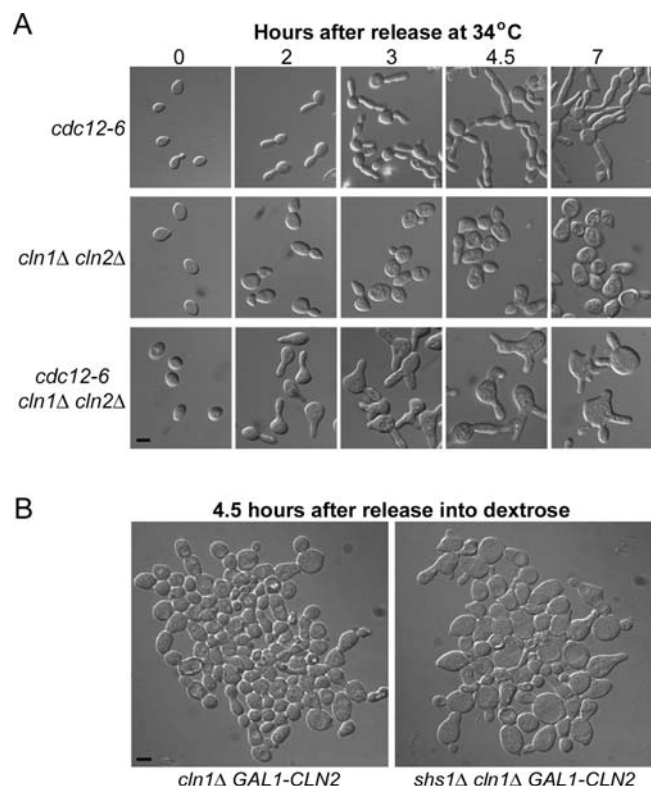 A
Hours after release at 34°C
0 2 3 4.5 7
cdc12-6
cln1Δ cln2Δ
cdc12-6
cln1Δ cln2Δ
B
4.5 hours after release into dextrose
cln1Δ GAL1-CLN2 shs1Δ cln1Δ GAL1-CLN2